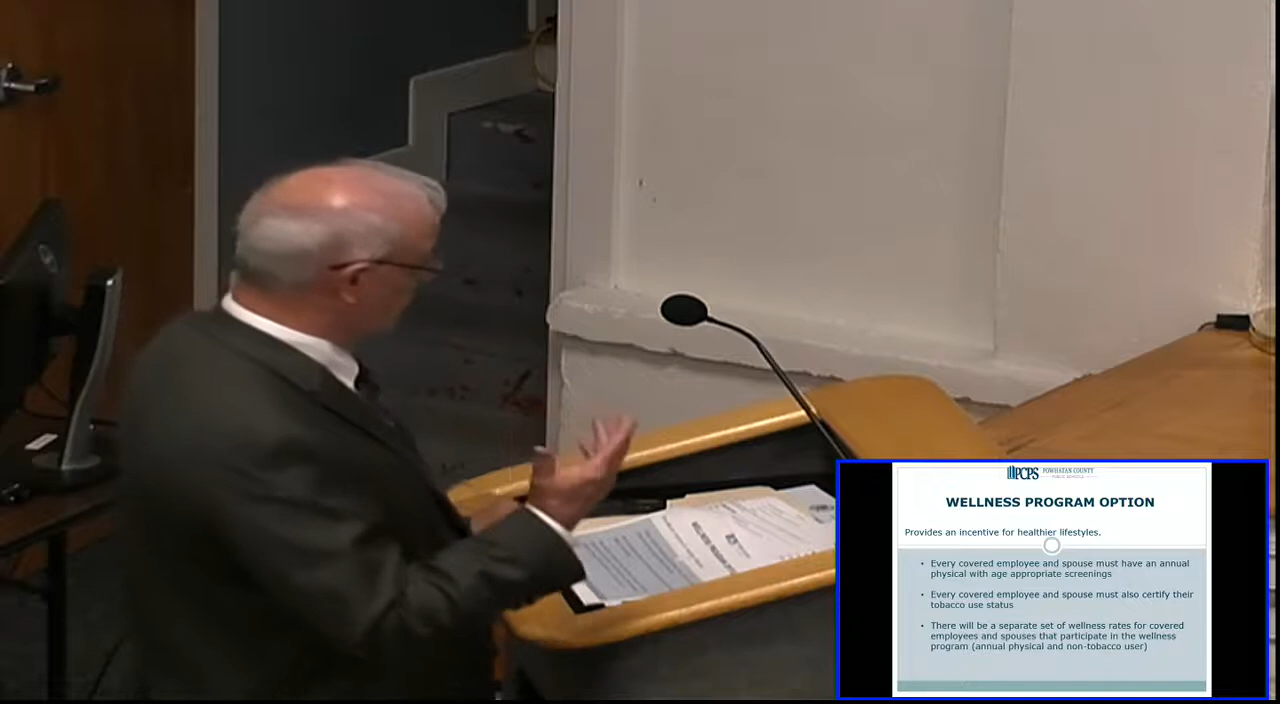 PCPS POWHATAN COUNTY
PUBLIC SCHOOLS
WELLNESS PROGRAM OPTION
Provides an incentive for healthier lifestyles.
• Every covered employee and spouse must have an annual
physical with age appropriate screenings
• Every covered employee and spouse must also certify their
tobacco use status
• There will be a separate set of wellness rates for covered
employees and spouses that participate in the wellness
program (annual physical and non-tobacco user)